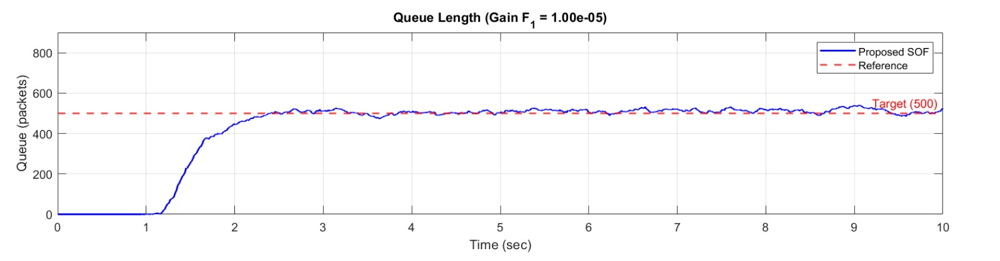 Queue Length (Gain F1 = 1.00e-05)
Proposed SOF
Reference
Target (500)
800
600
400
200
0
Queue (packets)
0 1 2 3 4 5 6 7 8 9 10
Time (sec)